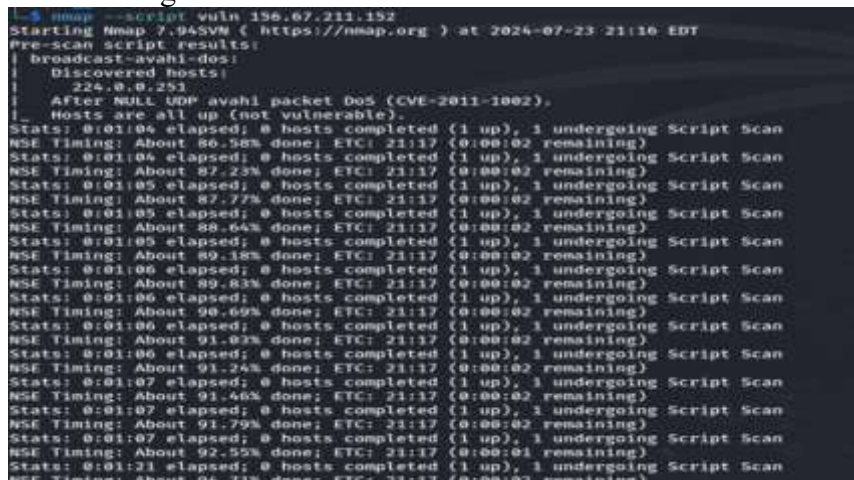 $ nmap --script vuln 156.67.211.152
Starting Nmap 7.94SVN ( https://nmap.org ) at 2024-07-23 21:16 EDT
Pre-scan script results:
| broadcast-avahi-dos:
|   Discovered hosts:
|     224.0.0.251
|   After NULL UDP avahi packet DoS (CVE-2011-1002).
|_  Hosts are all up (not vulnerable).
Stats: 0:01:04 elapsed; 0 hosts completed (1 up), 1 undergoing Script Scan
NSE Timing: About 86.58% done; ETC: 21:17 (0:00:02 remaining)
Stats: 0:01:04 elapsed; 0 hosts completed (1 up), 1 undergoing Script Scan
NSE Timing: About 87.23% done; ETC: 21:17 (0:00:02 remaining)
Stats: 0:01:05 elapsed; 0 hosts completed (1 up), 1 undergoing Script Scan
NSE Timing: About 87.77% done; ETC: 21:17 (0:00:02 remaining)
Stats: 0:01:05 elapsed; 0 hosts completed (1 up), 1 undergoing Script Scan
NSE Timing: About 88.64% done; ETC: 21:17 (0:00:02 remaining)
Stats: 0:01:05 elapsed; 0 hosts completed (1 up), 1 undergoing Script Scan
NSE Timing: About 89.18% done; ETC: 21:17 (0:00:02 remaining)
Stats: 0:01:06 elapsed; 0 hosts completed (1 up), 1 undergoing Script Scan
NSE Timing: About 89.83% done; ETC: 21:17 (0:00:02 remaining)
Stats: 0:01:06 elapsed; 0 hosts completed (1 up), 1 undergoing Script Scan
NSE Timing: About 90.69% done; ETC: 21:17 (0:00:02 remaining)
Stats: 0:01:06 elapsed; 0 hosts completed (1 up), 1 undergoing Script Scan
NSE Timing: About 91.03% done; ETC: 21:17 (0:00:02 remaining)
Stats: 0:01:06 elapsed; 0 hosts completed (1 up), 1 undergoing Script Scan
NSE Timing: About 91.24% done; ETC: 21:17 (0:00:02 remaining)
Stats: 0:01:07 elapsed; 0 hosts completed (1 up), 1 undergoing Script Scan
NSE Timing: About 91.46% done; ETC: 21:17 (0:00:02 remaining)
Stats: 0:01:07 elapsed; 0 hosts completed (1 up), 1 undergoing Script Scan
NSE Timing: About 91.79% done; ETC: 21:17 (0:00:02 remaining)
Stats: 0:01:07 elapsed; 0 hosts completed (1 up), 1 undergoing Script Scan
NSE Timing: About 92.55% done; ETC: 21:17 (0:00:01 remaining)
Stats: 0:01:21 elapsed; 0 hosts completed (1 up), 1 undergoing Script Scan